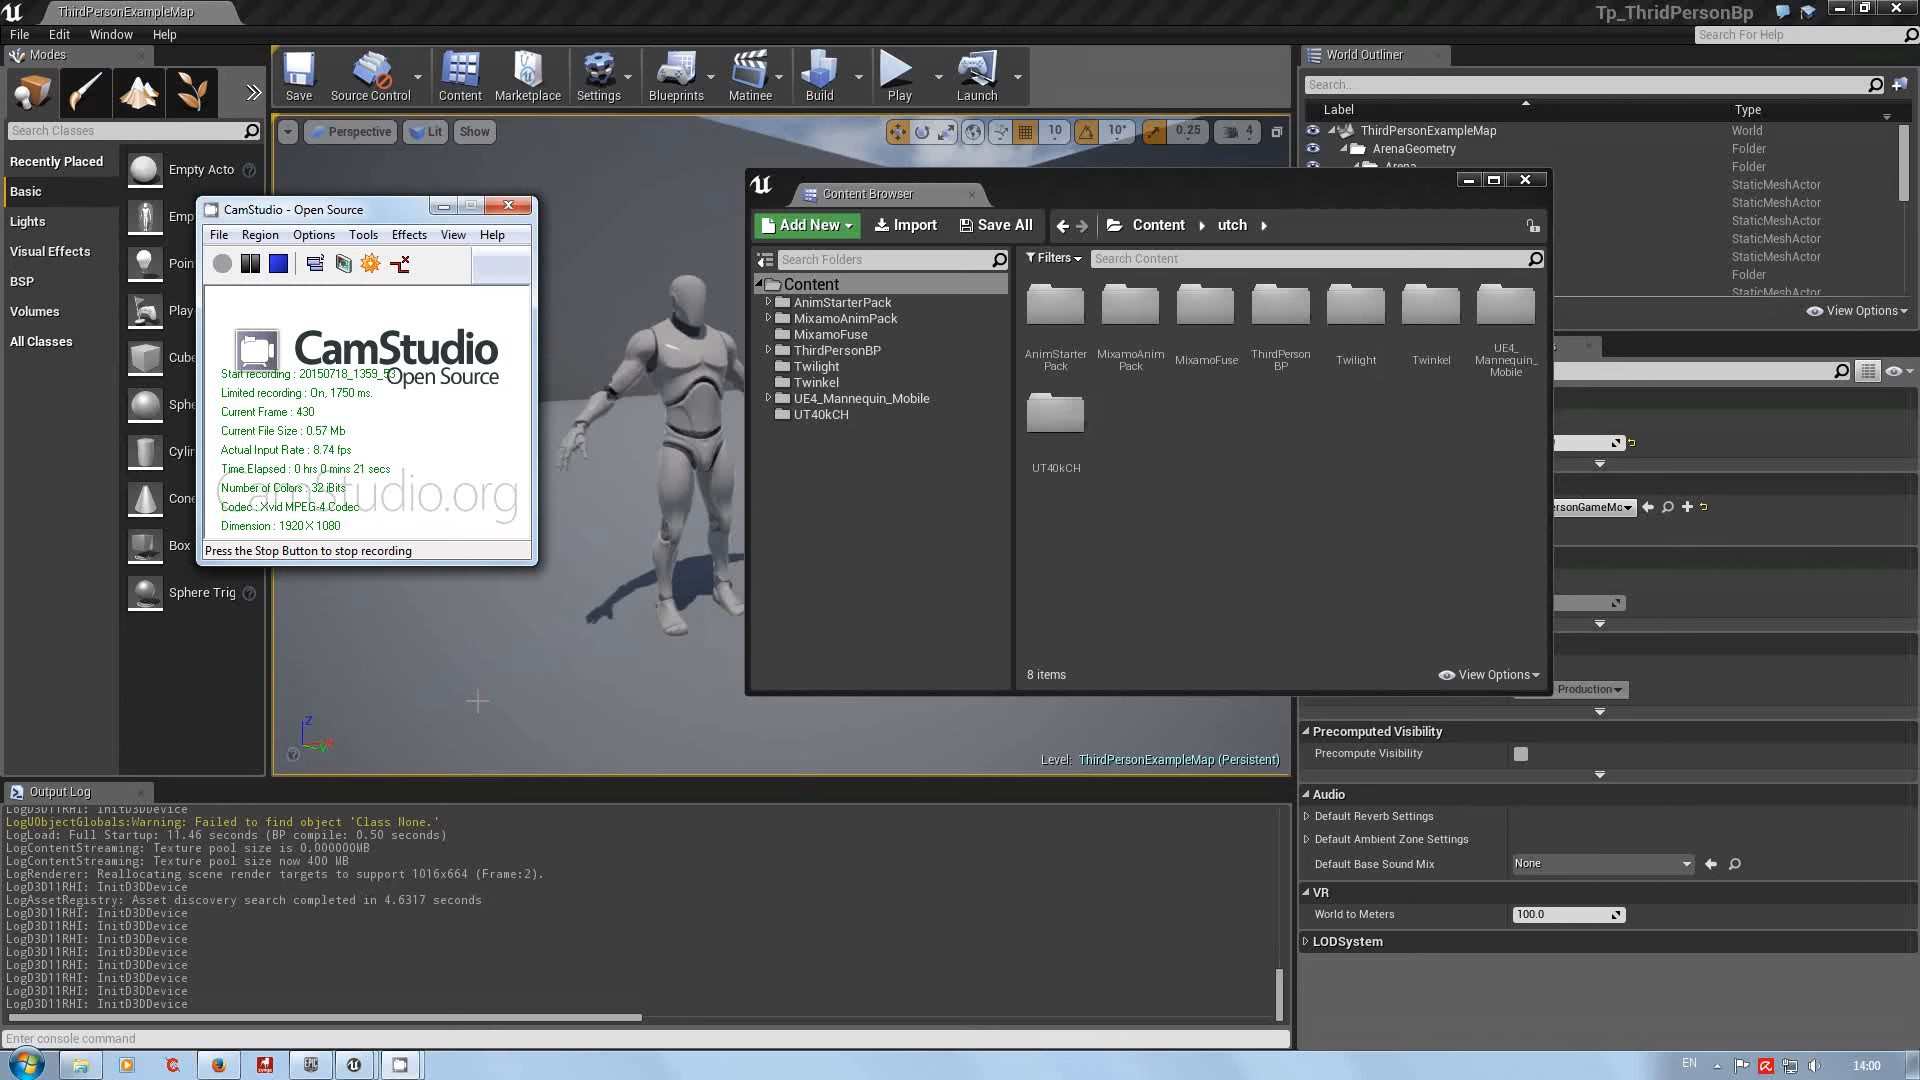 ThirdPersonExampleMap
Tp_ThridPersonBp
File Edit Window Help
Search For Help
Modes
Save
Source Control
Content
Marketplace
Settings
Blueprints
Matinee
Build
Play
Launch
World Outliner
Search...
Label Type
ThirdPersonExampleMap World
ArenaGeometry Folder
Arena Folder
StaticMeshActor
StaticMeshActor
StaticMeshActor
StaticMeshActor
StaticMeshActor
Folder
StaticMeshActor
View Options
Search Classes
Recently Placed
Basic
Lights
Visual Effects
BSP
Volumes
All Classes
Empty Acto
Emp
Poin
Play
Cube
Sphe
Cylin
Cone
Box
Sphere Trig
Perspective Lit Show
10 10° 0.25 4
CamStudio - Open Source
File Region Options Tools Effects View Help
CamStudio
Open Source
Start recording : 20150718_1359_53
Limited recording : On, 1750 ms.
Current Frame : 430
Current File Size : 0.57 Mb
Actual Input Rate : 8.74 fps
Time Elapsed : 0 hrs 0 mins 21 secs
Number of Colors : 32 iBits
Codec : Xvid MPEG-4 Codec
Dimension : 1920 X 1080
CamStudio.org
Press the Stop Button to stop recording
Content Browser
Add New Import Save All Content utch
Search Folders
Filters
Search Content
Content
AnimStarterPack
MixamoAnimPack
MixamoFuse
ThirdPersonBP
Twilight
Twinkel
UE4_Mannequin_Mobile
UT40kCH
AnimStarter
Pack
MixamoAnim
Pack
MixamoFuse
ThirdPerson
BP
Twilight
Twinkel
UE4_
Mannequin_
Mobile
UT40kCH
8 items
View Options
ersonGameMo
Production
Precomputed Visibility
Precompute Visibility
Audio
Default Reverb Settings
Default Ambient Zone Settings
Default Base Sound Mix None
VR
World to Meters 100.0
LODSystem
Z
Level: ThirdPersonExampleMap (Persistent)
Output Log
LogD3D11RHI: InitD3DDevice
LogUObjectGlobals:Warning: Failed to find object 'Class None.'
LogLoad: Full Startup: 11.46 seconds (BP compile: 0.50 seconds)
LogContentStreaming: Texture pool size is 0.000000MB
LogContentStreaming: Texture pool size now 400 MB
LogRenderer: Reallocating scene render targets to support 1016x664 (Frame:2).
LogD3D11RHI: InitD3DDevice
LogAssetRegistry: Asset discovery search completed in 4.6317 seconds
LogD3D11RHI: InitD3DDevice
LogD3D11RHI: InitD3DDevice
LogD3D11RHI: InitD3DDevice
LogD3D11RHI: InitD3DDevice
LogD3D11RHI: InitD3DDevice
LogD3D11RHI: InitD3DDevice
LogD3D11RHI: InitD3DDevice
LogD3D11RHI: InitD3DDevice
Enter console command
EN
14:00